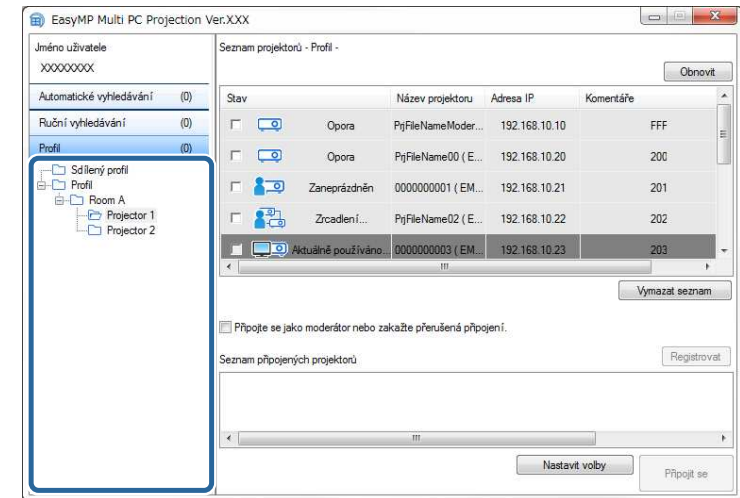 EasyMP Multi PC Projection Ver.XXX
Jméno uživatele
XXXXXXXX
Automatické vyhledávání (0)
Ruční vyhledávání (0)
Profil (0)
Sdílený profil
Profil
Room A
Projector 1
Projector 2
Seznam projektorů - Profil -
Obnovit
Stav Název projektoru Adresa IP Komentáře
Opora PrjFileNameModer... 192.168.10.10 FFF
Opora PrjFileName00 ( E... 192.168.10.20 200
Zaneprázdněn 0000000001 ( EM... 192.168.10.21 201
Zrcadlení... PrjFileName02 ( E... 192.168.10.22 202
Aktuálně používáno... 0000000003 ( EM... 192.168.10.23 203
Vymazat seznam
Připojte se jako moderátor nebo zakažte přerušená připojení.
Seznam připojených projektorů
Registrovat
Nastavit volby
Připojit se